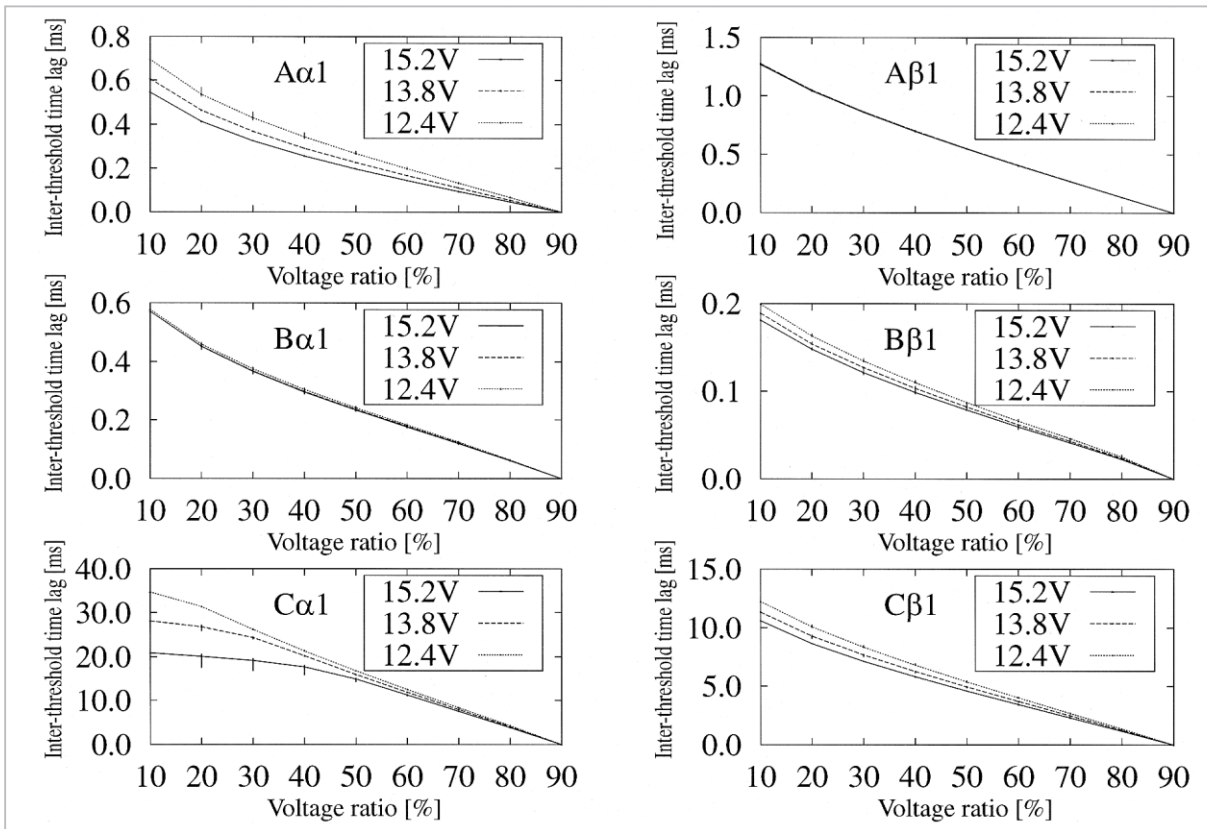 Inter-threshold time lag [ms]
0.8
0.6
0.4
0.2
0.0
Aα1
15.2V
13.8V
12.4V
10 20 30 40 50 60 70 80 90
Voltage ratio [%]
Inter-threshold time lag [ms]
1.5
1.0
0.5
0.0
Aβ1
15.2V
13.8V
12.4V
10 20 30 40 50 60 70 80 90
Voltage ratio [%]
Inter-threshold time lag [ms]
0.6
0.4
0.2
0.0
Bα1
15.2V
13.8V
12.4V
10 20 30 40 50 60 70 80 90
Voltage ratio [%]
Inter-threshold time lag [ms]
0.2
0.1
0.0
Bβ1
15.2V
13.8V
12.4V
10 20 30 40 50 60 70 80 90
Voltage ratio [%]
Inter-threshold time lag [ms]
40.0
30.0
20.0
10.0
0.0
Cα1
15.2V
13.8V
12.4V
10 20 30 40 50 60 70 80 90
Voltage ratio [%]
Inter-threshold time lag [ms]
15.0
10.0
5.0
0.0
Cβ1
15.2V
13.8V
12.4V
10 20 30 40 50 60 70 80 90
Voltage ratio [%]